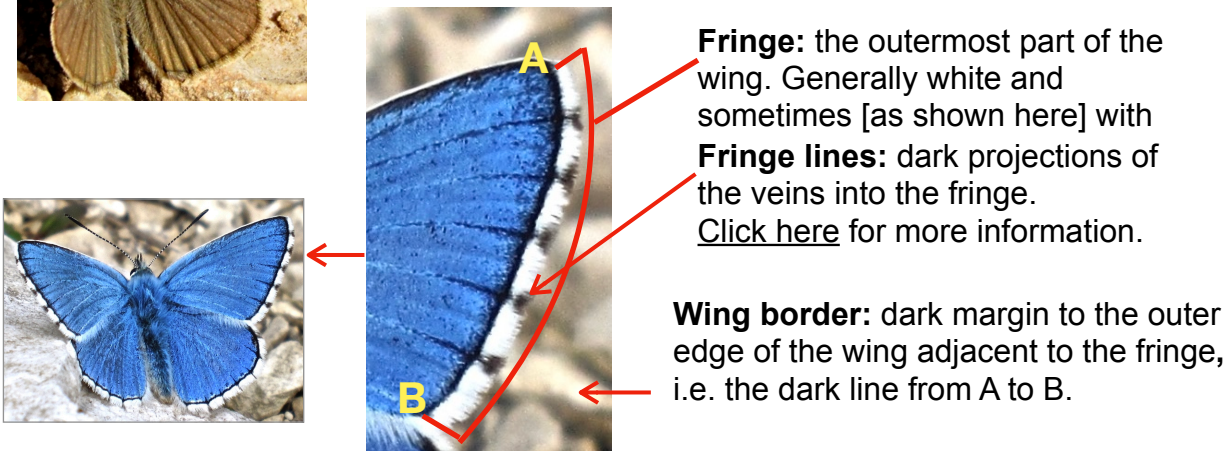 A
B
Fringe: the outermost part of the
wing. Generally white and
sometimes [as shown here] with
Fringe lines: dark projections of
the veins into the fringe.
Click here for more information.
Wing border: dark margin to the outer
edge of the wing adjacent to the fringe,
i.e. the dark line from A to B.